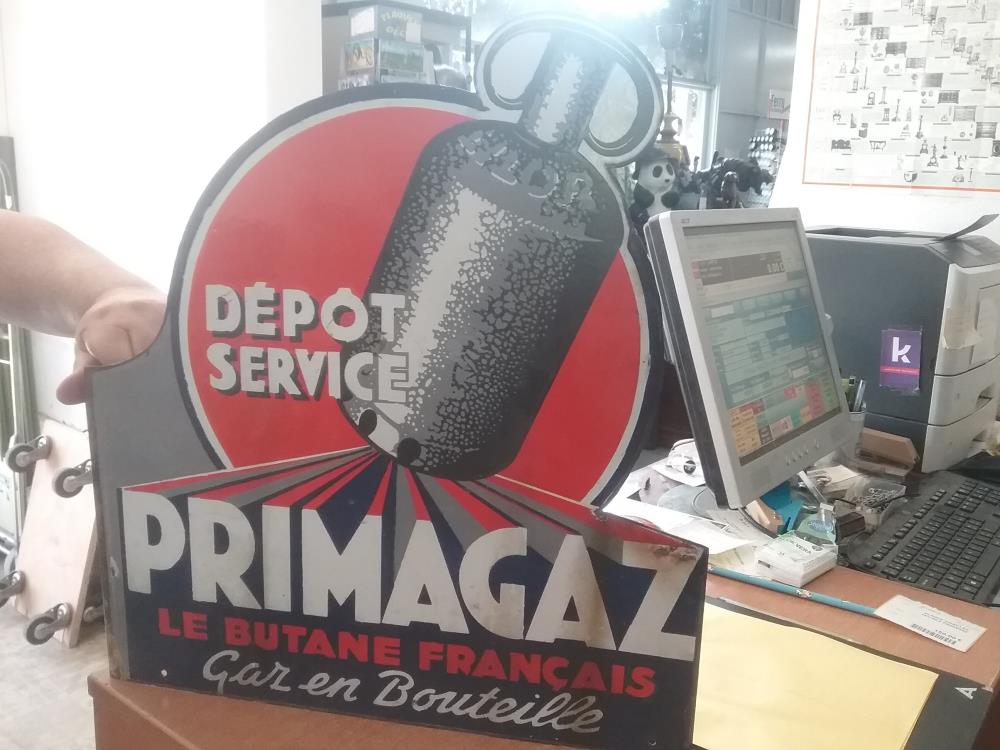 DÉPÔT
SERVICE
PRIMAGAZ
LE BUTANE FRANÇAIS
Gaz en Bouteille
k
A